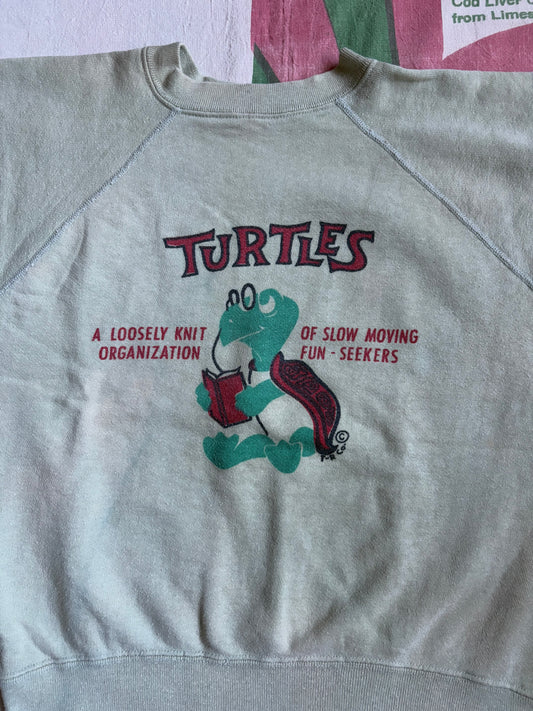 Cod Liver
from Limes
TURTLES
A LOOSELY KNIT
ORGANIZATION
OF SLOW MOVING
FUN - SEEKERS
©